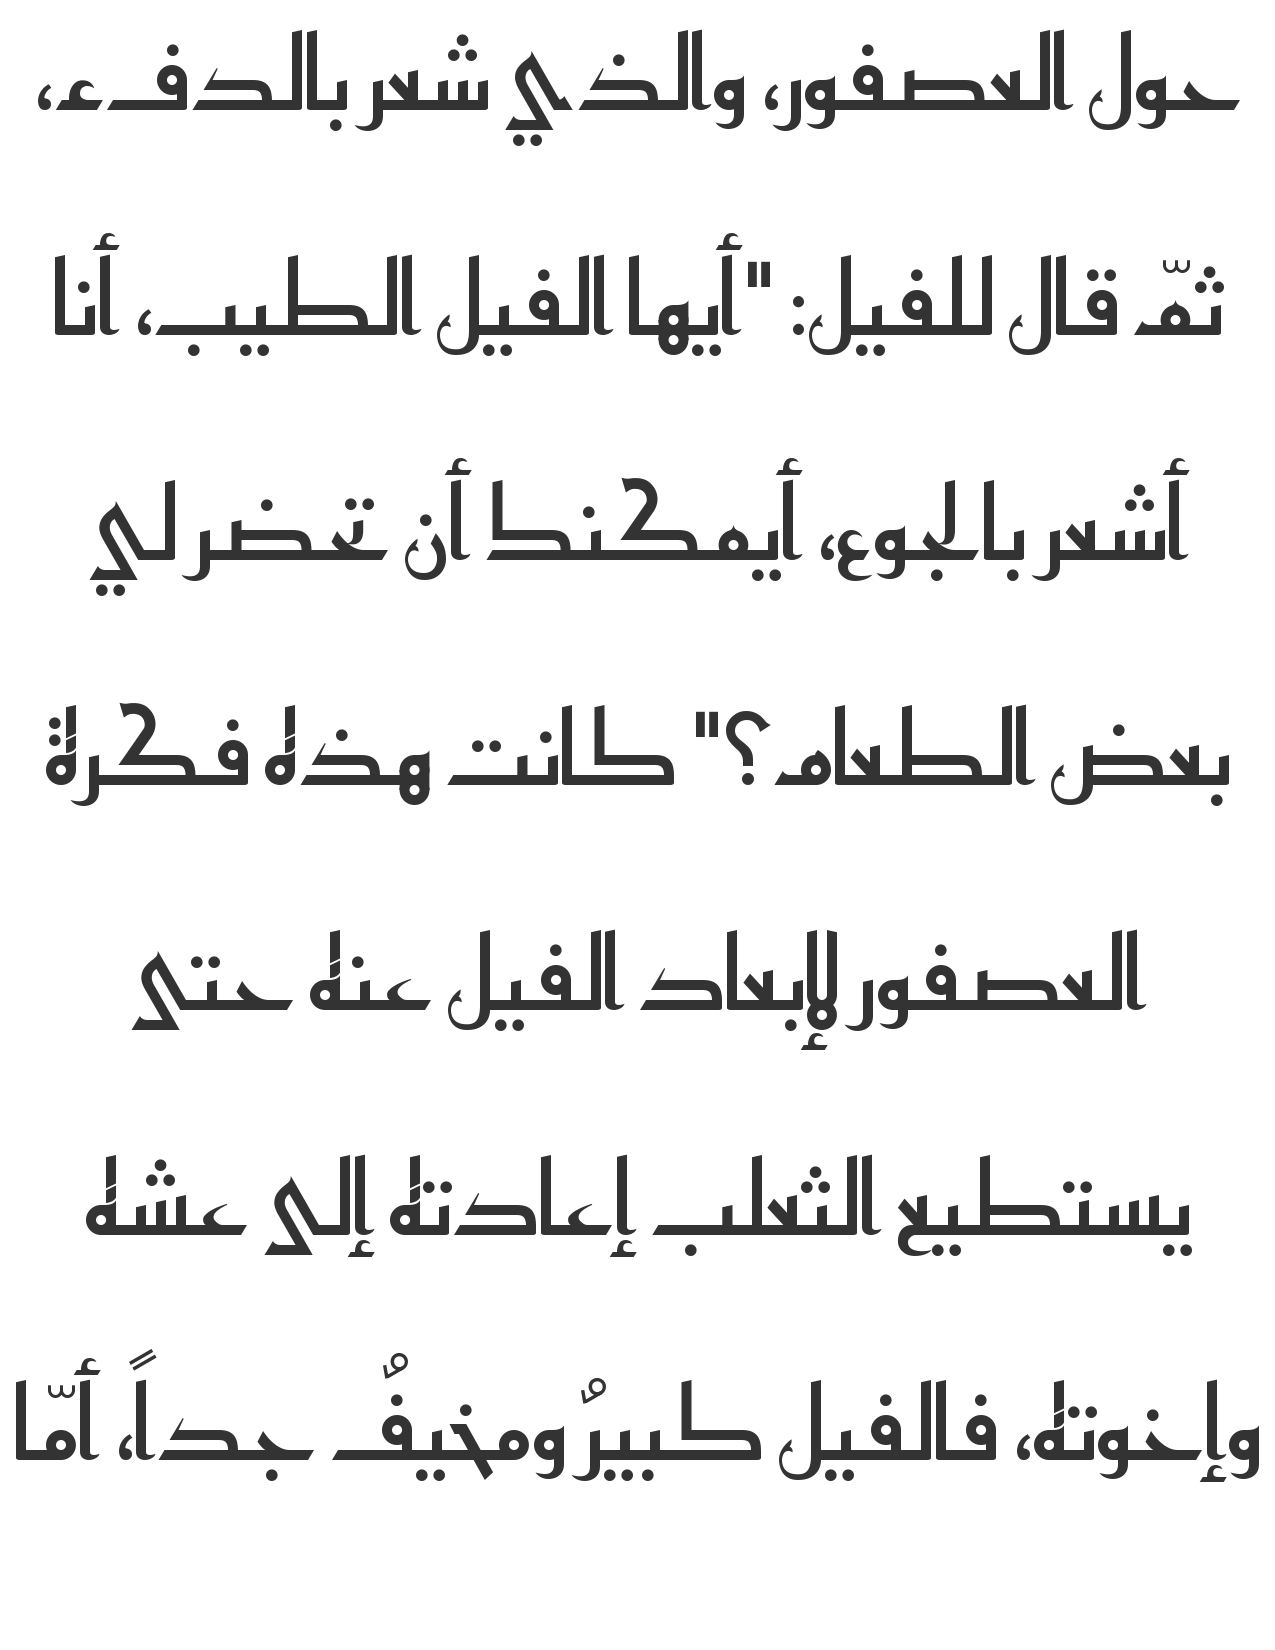 حول العصفور، والذي شعر بالدفء،
ثمّ قال للفيل: "أيها الفيل الطيب، أنا
أشعر بالجوع، أيمكنك أن تحضر لي
بعض الطعام؟" كانت هذه فكرة
العصفور لإبعاد الفيل عنه حتى
يستطيع الثعلب إعادته إلى عشه
وإخوته، فالفيل كبيرٌ ومخيفٌ جداً، أمّا